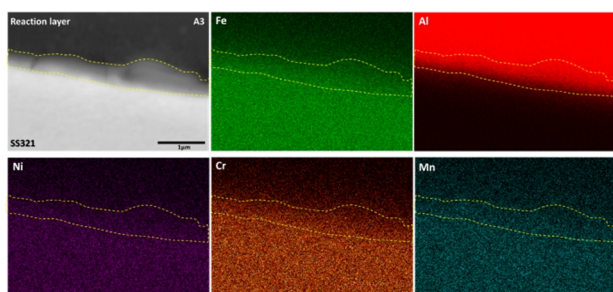 Reaction layer A3
SS321
1μm
Fe
Al
Ni
Cr
Mn